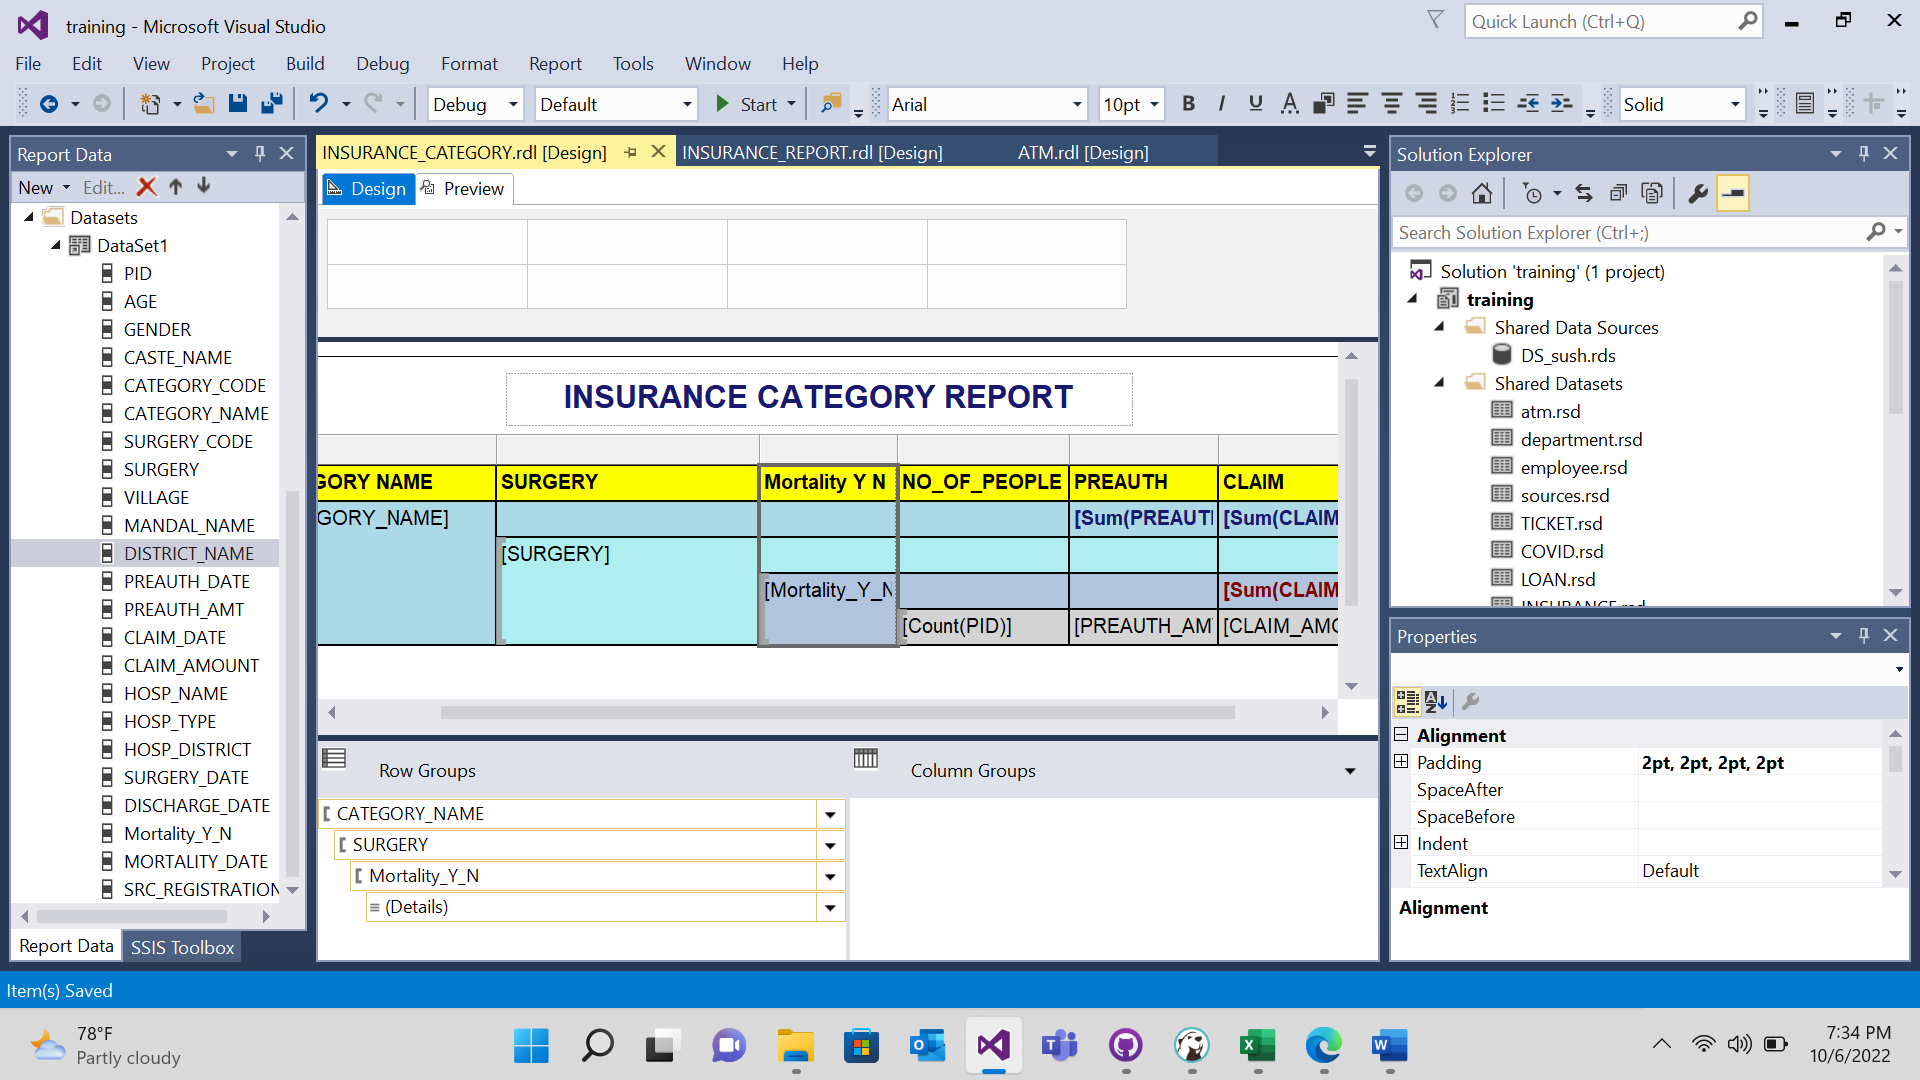 training - Microsoft Visual Studio
Quick Launch (Ctrl+Q)
File Edit View Project Build Debug Format Report Tools Window Help
Debug Default Start Arial 10pt B I U A Solid
Report Data
New Edit...
Datasets
DataSet1
PID
AGE
GENDER
CASTE_NAME
CATEGORY_CODE
CATEGORY_NAME
SURGERY_CODE
SURGERY
VILLAGE
MANDAL_NAME
DISTRICT_NAME
PREAUTH_DATE
PREAUTH_AMT
CLAIM_DATE
CLAIM_AMOUNT
HOSP_NAME
HOSP_TYPE
HOSP_DISTRICT
SURGERY_DATE
DISCHARGE_DATE
Mortality_Y_N
MORTALITY_DATE
SRC_REGISTRATION
Report Data SSIS Toolbox
INSURANCE_CATEGORY.rdl [Design] INSURANCE_REPORT.rdl [Design] ATM.rdl [Design]
Design Preview
INSURANCE CATEGORY REPORT
GORY NAME SURGERY Mortality Y N NO_OF_PEOPLE PREAUTH CLAIM
GORY_NAME] [Sum(PREAUT [Sum(CLAIM
[SURGERY]
[Mortality_Y_N [Sum(CLAIM
[Count(PID)] [PREAUTH_AM [CLAIM_AMO
Row Groups
CATEGORY_NAME
SURGERY
Mortality_Y_N
(Details)
Column Groups
Solution Explorer
Search Solution Explorer (Ctrl+;)
Solution 'training' (1 project)
training
Shared Data Sources
DS_sush.rds
Shared Datasets
atm.rsd
department.rsd
employee.rsd
sources.rsd
TICKET.rsd
COVID.rsd
LOAN.rsd
INSURANCE.rsd
Properties
Alignment
Padding 2pt, 2pt, 2pt, 2pt
SpaceAfter
SpaceBefore
Indent
TextAlign Default
Alignment
Item(s) Saved
78°F
Partly cloudy
7:34 PM
10/6/2022